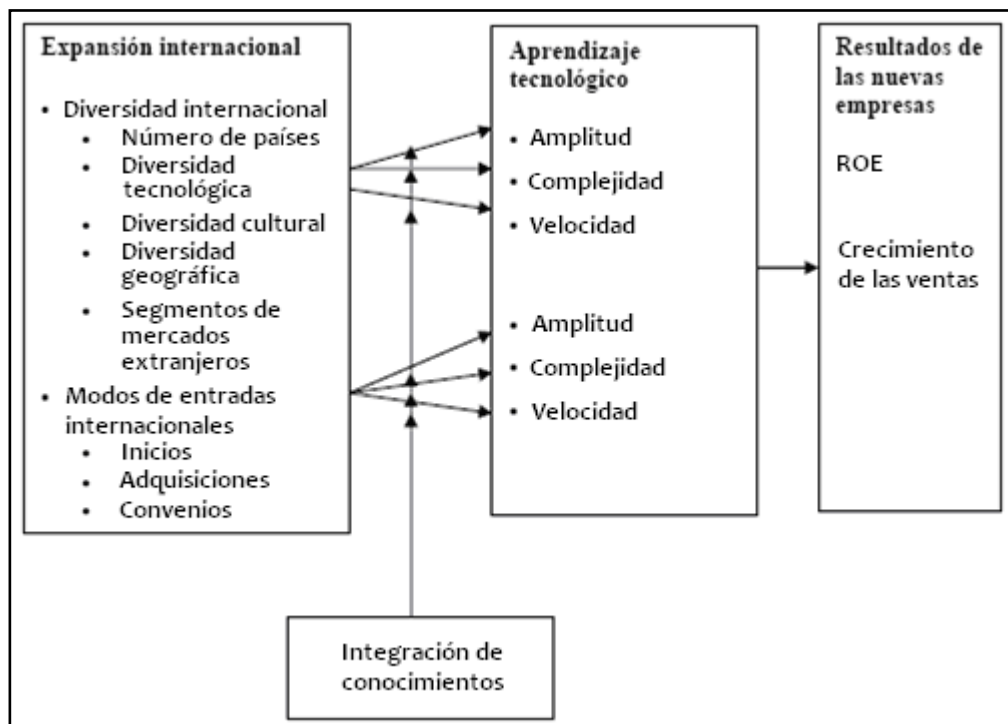 Expansión internacional
• Diversidad internacional
• Número de países
• Diversidad
tecnológica
• Diversidad cultural
• Diversidad
geográfica
• Segmentos de
mercados
extranjeros
• Modos de entradas
internacionales
• Inicios
• Adquisiciones
• Convenios
Aprendizaje
tecnológico
• Amplitud
• Complejidad
• Velocidad
• Amplitud
• Complejidad
• Velocidad
Resultados de
las nuevas
empresas
ROE
Crecimiento
de las ventas
Integración de
conocimientos